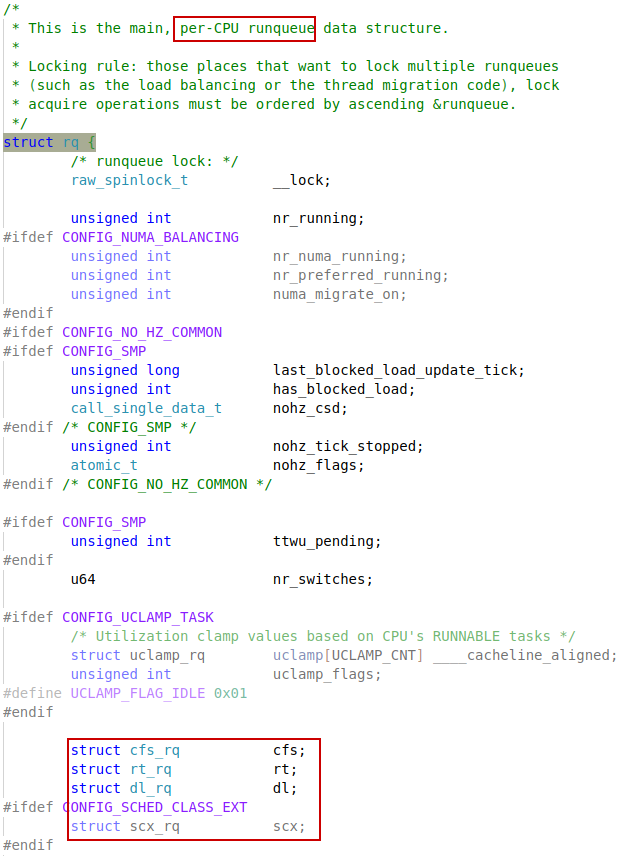 /*
 * This is the main, per-CPU runqueue data structure.
 *
 * Locking rule: those places that want to lock multiple runqueues
 * (such as the load balancing or the thread migration code), lock
 * acquire operations must be ordered by ascending &runqueue.
 */
struct rq {
        /* runqueue lock: */
        raw_spinlock_t          __lock;

        unsigned int            nr_running;
#ifdef CONFIG_NUMA_BALANCING
        unsigned int            nr_numa_running;
        unsigned int            nr_preferred_running;
        unsigned int            numa_migrate_on;
#endif
#ifdef CONFIG_NO_HZ_COMMON
#ifdef CONFIG_SMP
        unsigned long           last_blocked_load_update_tick;
        unsigned int            has_blocked_load;
        call_single_data_t      nohz_csd;
#endif /* CONFIG_SMP */
        unsigned int            nohz_tick_stopped;
        atomic_t                nohz_flags;
#endif /* CONFIG_NO_HZ_COMMON */

#ifdef CONFIG_SMP
        unsigned int            ttwu_pending;
#endif
        u64                     nr_switches;

#ifdef CONFIG_UCLAMP_TASK
        /* Utilization clamp values based on CPU's RUNNABLE tasks */
        struct uclamp_rq        uclamp[UCLAMP_CNT] ____cacheline_aligned;
        unsigned int            uclamp_flags;
#define UCLAMP_FLAG_IDLE 0x01
#endif

        struct cfs_rq           cfs;
        struct rt_rq            rt;
        struct dl_rq            dl;
#ifdef CONFIG_SCHED_CLASS_EXT
        struct scx_rq           scx;
#endif